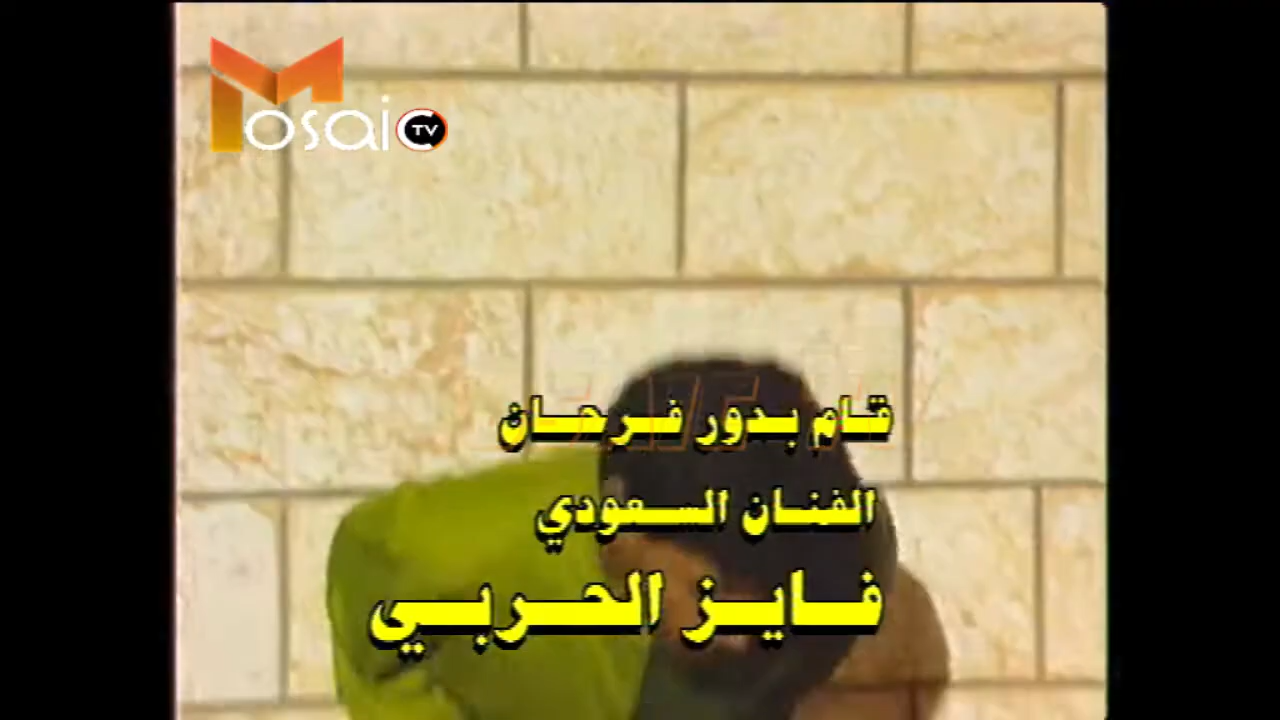 Mosaic TV
قام بدور فرحان
الفنان السعودي
فايز الحربي